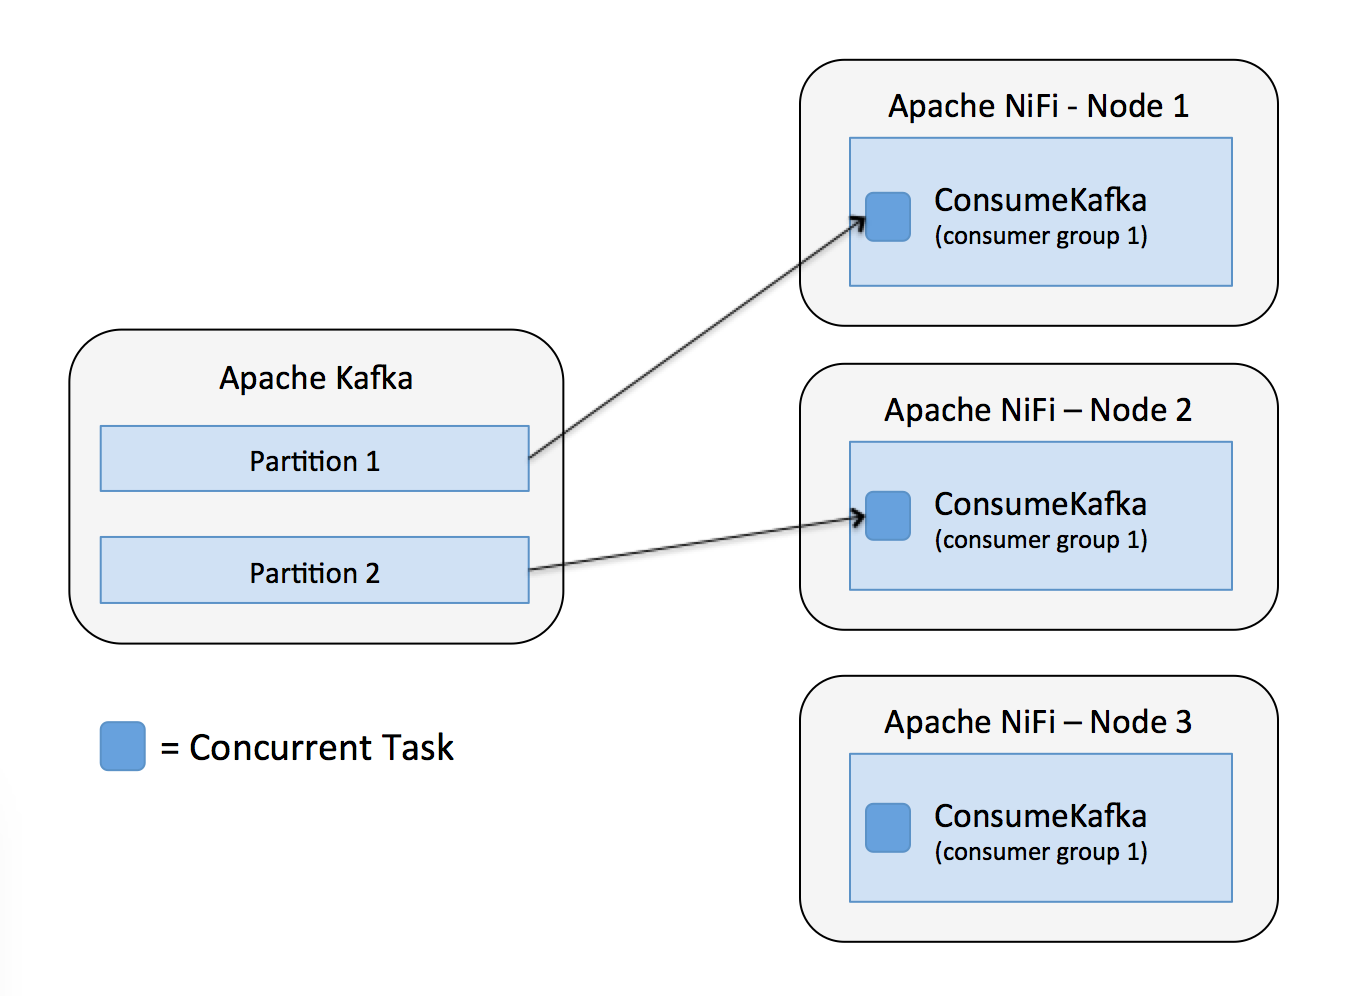 Apache Kafka
Partition 1
Partition 2
= Concurrent Task
Apache NiFi - Node 1
ConsumeKafka
(consumer group 1)
Apache NiFi – Node 2
ConsumeKafka
(consumer group 1)
Apache NiFi – Node 3
ConsumeKafka
(consumer group 1)